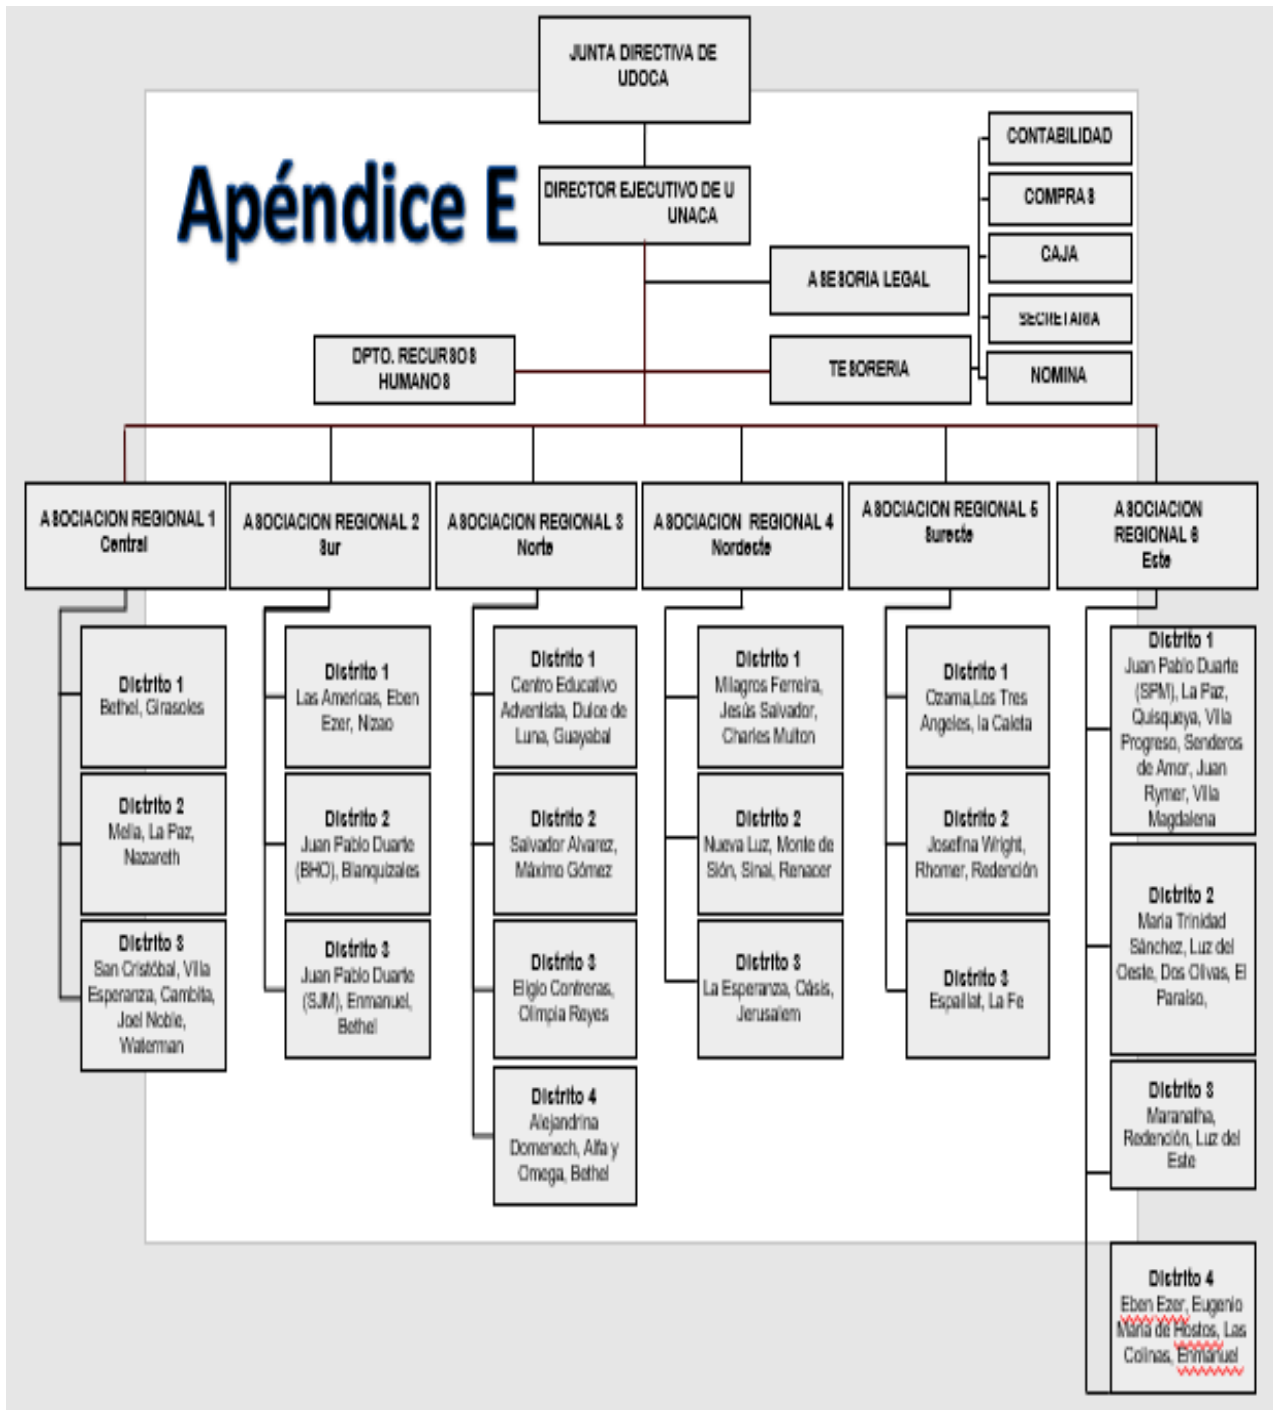 JUNTA DIRECTIVA DE
UDOCA
Apéndice E
DIRECTOR EJECUTIVO DE U
UNACA
CONTABILIDAD
COMPRAS
CAJA
SECRETARIA
NOMINA
ASESORIA LEGAL
DPTO. RECURSOS
HUMANOS
TESORERIA
ASOCIACION REGIONAL 1
Central
ASOCIACION REGIONAL 2
Sur
ASOCIACION REGIONAL 3
Norte
ASOCIACION REGIONAL 4
Nordeste
ASOCIACION REGIONAL 5
Sureste
ASOCIACION
REGIONAL 6
Este
Distrito 1
Bethel, Girasoles
Distrito 2
Mella, La Paz,
Nazareth
Distrito 3
San Cristóbal, Villa
Esperanza, Cambita,
Joel Noble,
Waterman
Distrito 1
Las Americas, Eben
Ezer, Nizao
Distrito 2
Juan Pablo Duarte
(BHO), Blanquizales
Distrito 3
Juan Pablo Duarte
(SJM), Enmanuel,
Bethel
Distrito 1
Centro Educativo
Adventista, Dulce de
Luna, Guayabal
Distrito 2
Salvador Alvarez,
Máximo Gómez
Distrito 3
Eligio Contreras,
Olimpia Reyes
Distrito 4
Alejandrina
Domenech, Alfa y
Omega, Bethel
Distrito 1
Milagros Ferreira,
Jesús Salvador,
Charles Multon
Distrito 2
Nueva Luz, Monte de
Sión, Sinai, Renacer
Distrito 3
La Esperanza, Oásis,
Jerusalem
Distrito 1
Ozama,Los Tres
Angeles, la Caleta
Distrito 2
Josefina Wright,
Rhomer, Redención
Distrito 3
Espaillat, La Fe
Distrito 1
Juan Pablo Duarte
(SPM), La Paz,
Quisqueya, Villa
Progreso, Senderos
de Amor, Juan
Rymer, Villa
Magdalena
Distrito 2
Maria Trinidad
Sánchez, Luz del
Oeste, Dos Olivas, El
Paraíso,
Distrito 3
Maranatha,
Redención, Luz del
Este
Distrito 4
Eben Ezer, Eugenio
María de Hostos, Las
Colinas, Enmanuel